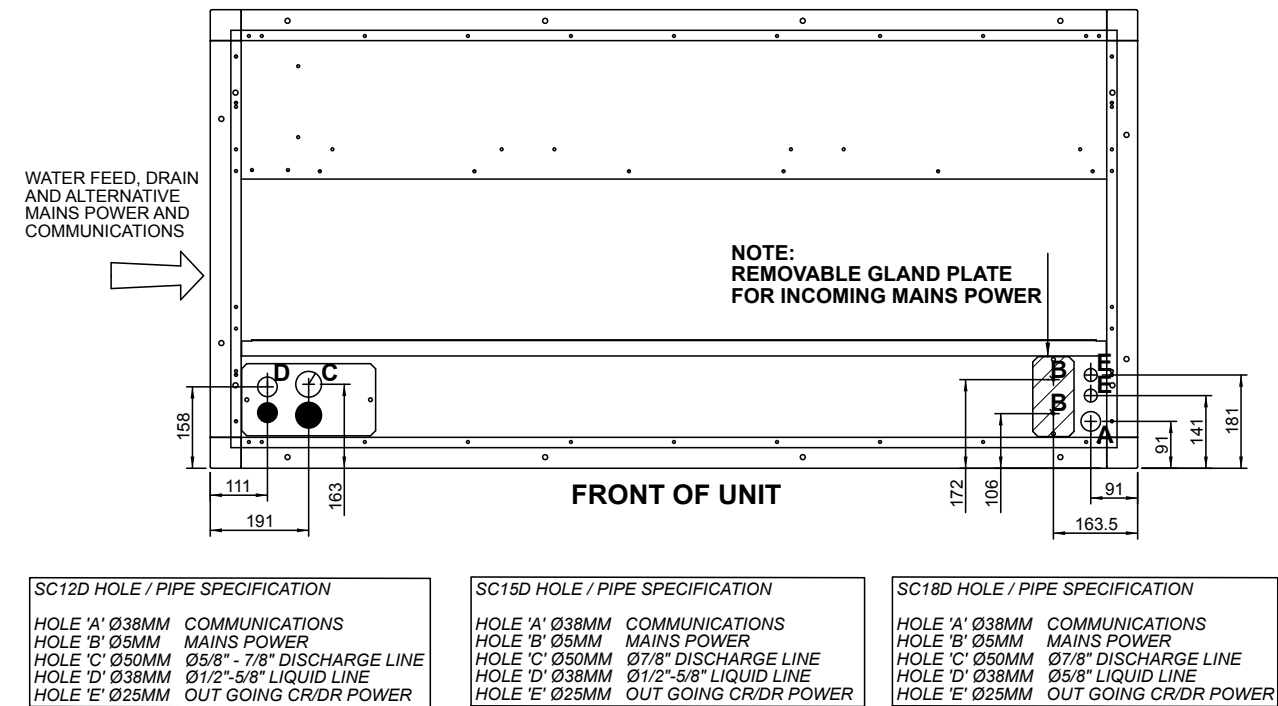 WATER FEED, DRAIN
AND ALTERNATIVE
MAINS POWER AND
COMMUNICATIONS
NOTE:
REMOVABLE GLAND PLATE
FOR INCOMING MAINS POWER
D
C
B
B
E
E
A
158
163
111
191
172
106
91
141
181
91
163.5
FRONT OF UNIT
SC12D HOLE / PIPE SPECIFICATION
HOLE 'A' Ø38MM COMMUNICATIONS
HOLE 'B' Ø5MM MAINS POWER
HOLE 'C' Ø50MM Ø5/8" - 7/8" DISCHARGE LINE
HOLE 'D' Ø38MM Ø1/2"-5/8" LIQUID LINE
HOLE 'E' Ø25MM OUT GOING CR/DR POWER
SC15D HOLE / PIPE SPECIFICATION
HOLE 'A' Ø38MM COMMUNICATIONS
HOLE 'B' Ø5MM MAINS POWER
HOLE 'C' Ø50MM Ø7/8" DISCHARGE LINE
HOLE 'D' Ø38MM Ø1/2"-5/8" LIQUID LINE
HOLE 'E' Ø25MM OUT GOING CR/DR POWER
SC18D HOLE / PIPE SPECIFICATION
HOLE 'A' Ø38MM COMMUNICATIONS
HOLE 'B' Ø5MM MAINS POWER
HOLE 'C' Ø50MM Ø7/8" DISCHARGE LINE
HOLE 'D' Ø38MM Ø5/8" LIQUID LINE
HOLE 'E' Ø25MM OUT GOING CR/DR POWER